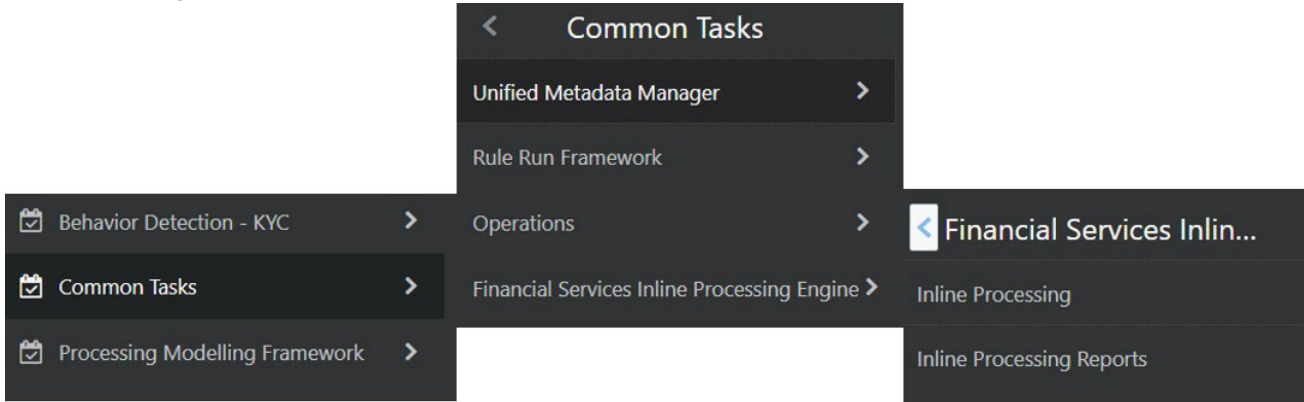 Behavior Detection - KYC
Common Tasks
Processing Modelling Framework
Common Tasks
Unified Metadata Manager
Rule Run Framework
Operations
Financial Services Inline Processing Engine
Financial Services Inlin...
Inline Processing
Inline Processing Reports